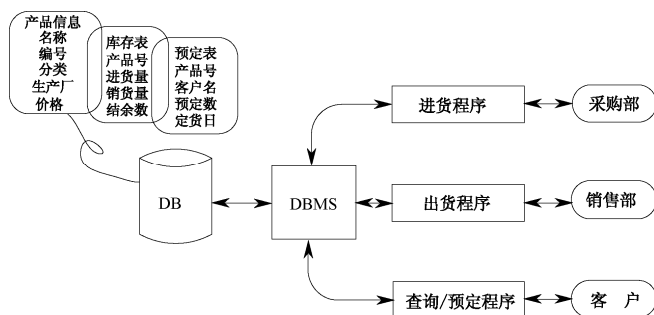 产品信息
名称
编号
分类
生产厂
价格
库存表
产品号
进货量
销货量
结余数
预定表
产品号
客户名
预定数
定货日
DB
DBMS
进货程序
采购部
出货程序
销售部
查询/预定程序
客 户